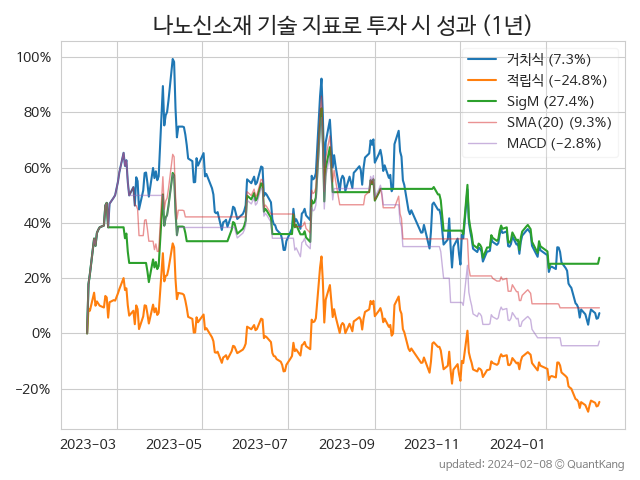 나노신소재 기술 지표로 투자 시 성과 (1년)
100%
80%
60%
40%
20%
0%
−20%
거치식 (7.3%)
적립식 (−24.8%)
SigM (27.4%)
SMA(20) (9.3%)
MACD (−2.8%)
2023-03 2023-05 2023-07 2023-09 2023-11 2024-01
updated: 2024-02-08 © QuantKang